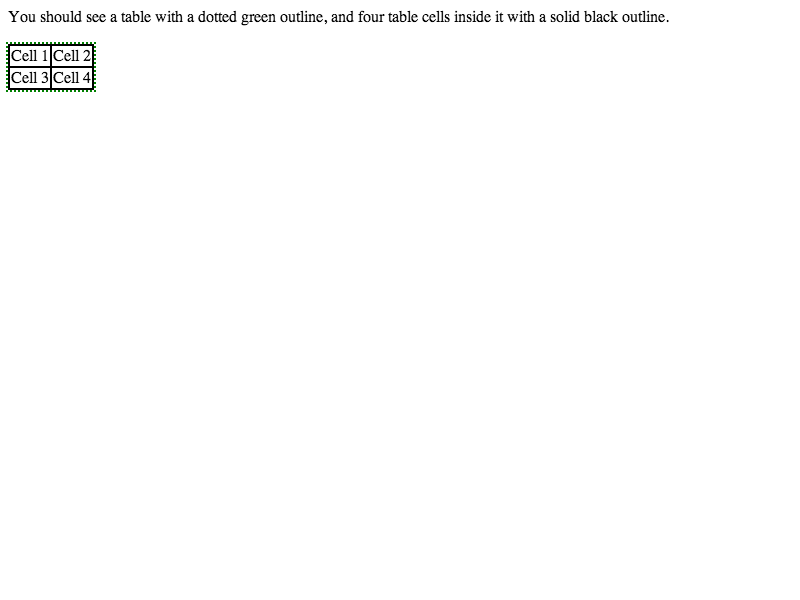 You should see a table with a dotted green outline, and four table cells inside it with a solid black outline.
Cell 1 Cell 2
Cell 3 Cell 4